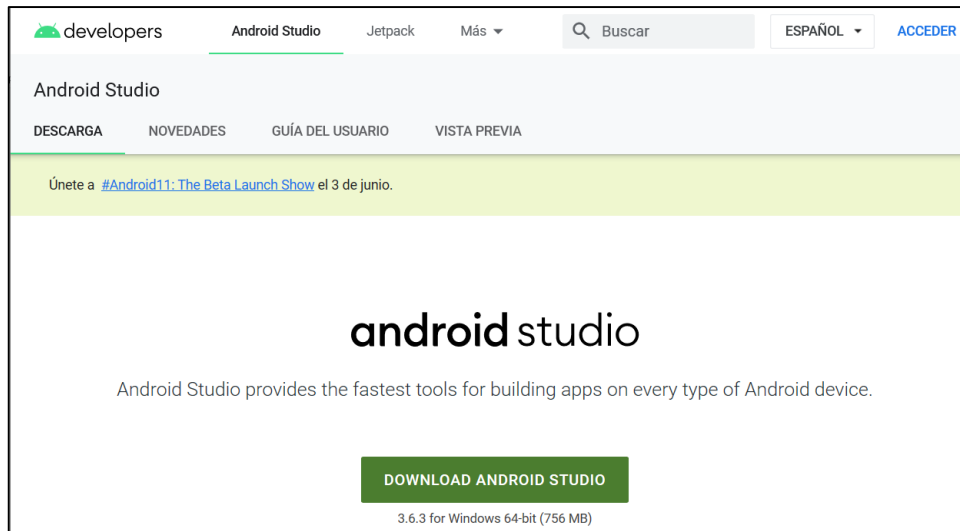 developers Android Studio Jetpack Más Buscar ESPAÑOL ACCEDER
Android Studio
DESCARGA NOVEDADES GUÍA DEL USUARIO VISTA PREVIA
Únete a #Android11: The Beta Launch Show el 3 de junio.
android studio
Android Studio provides the fastest tools for building apps on every type of Android device.
DOWNLOAD ANDROID STUDIO
3.6.3 for Windows 64-bit (756 MB)